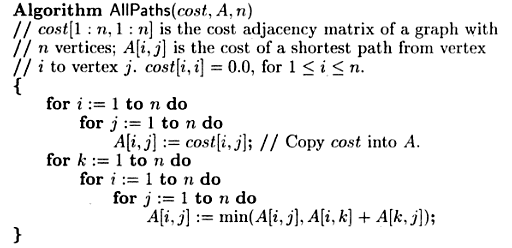 Algorithm AllPaths(cost, A, n)
// cost[1 : n, 1 : n] is the cost adjacency matrix of a graph with
// n vertices; A[i, j] is the cost of a shortest path from vertex
// i to vertex j. cost[i, i] = 0.0, for 1 ≤ i ≤ n.
{
for i := 1 to n do
for j := 1 to n do
A[i, j] := cost[i, j]; // Copy cost into A.
for k := 1 to n do
for i := 1 to n do
for j := 1 to n do
A[i, j] := min(A[i, j], A[i, k] + A[k, j]);
}